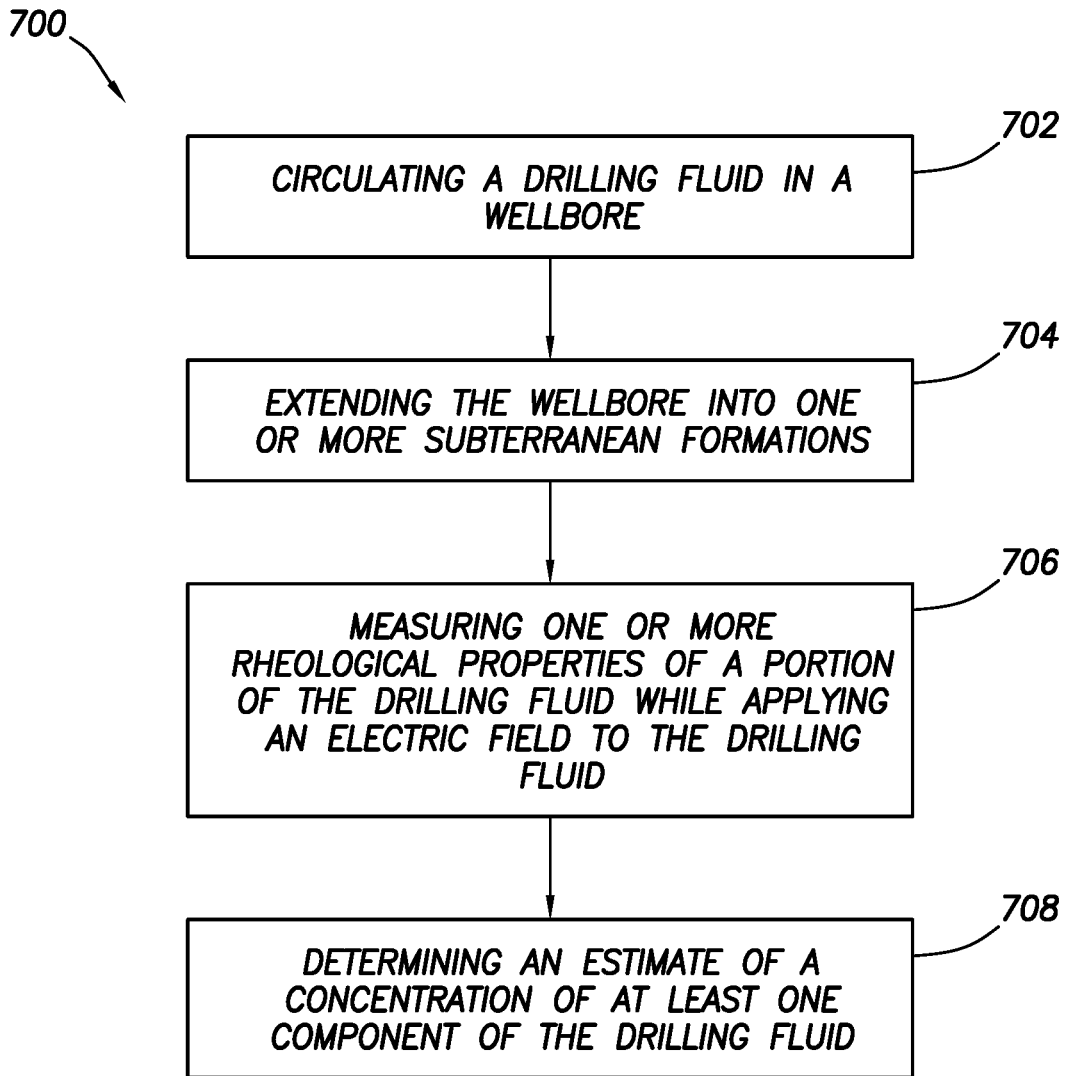 700
702
CIRCULATING A DRILLING FLUID IN A
WELLBORE
704
EXTENDING THE WELLBORE INTO ONE
OR MORE SUBTERRANEAN FORMATIONS
706
MEASURING ONE OR MORE
RHEOLOGICAL PROPERTIES OF A PORTION
OF THE DRILLING FLUID WHILE APPLYING
AN ELECTRIC FIELD TO THE DRILLING
FLUID
708
DETERMINING AN ESTIMATE OF A
CONCENTRATION OF AT LEAST ONE
COMPONENT OF THE DRILLING FLUID